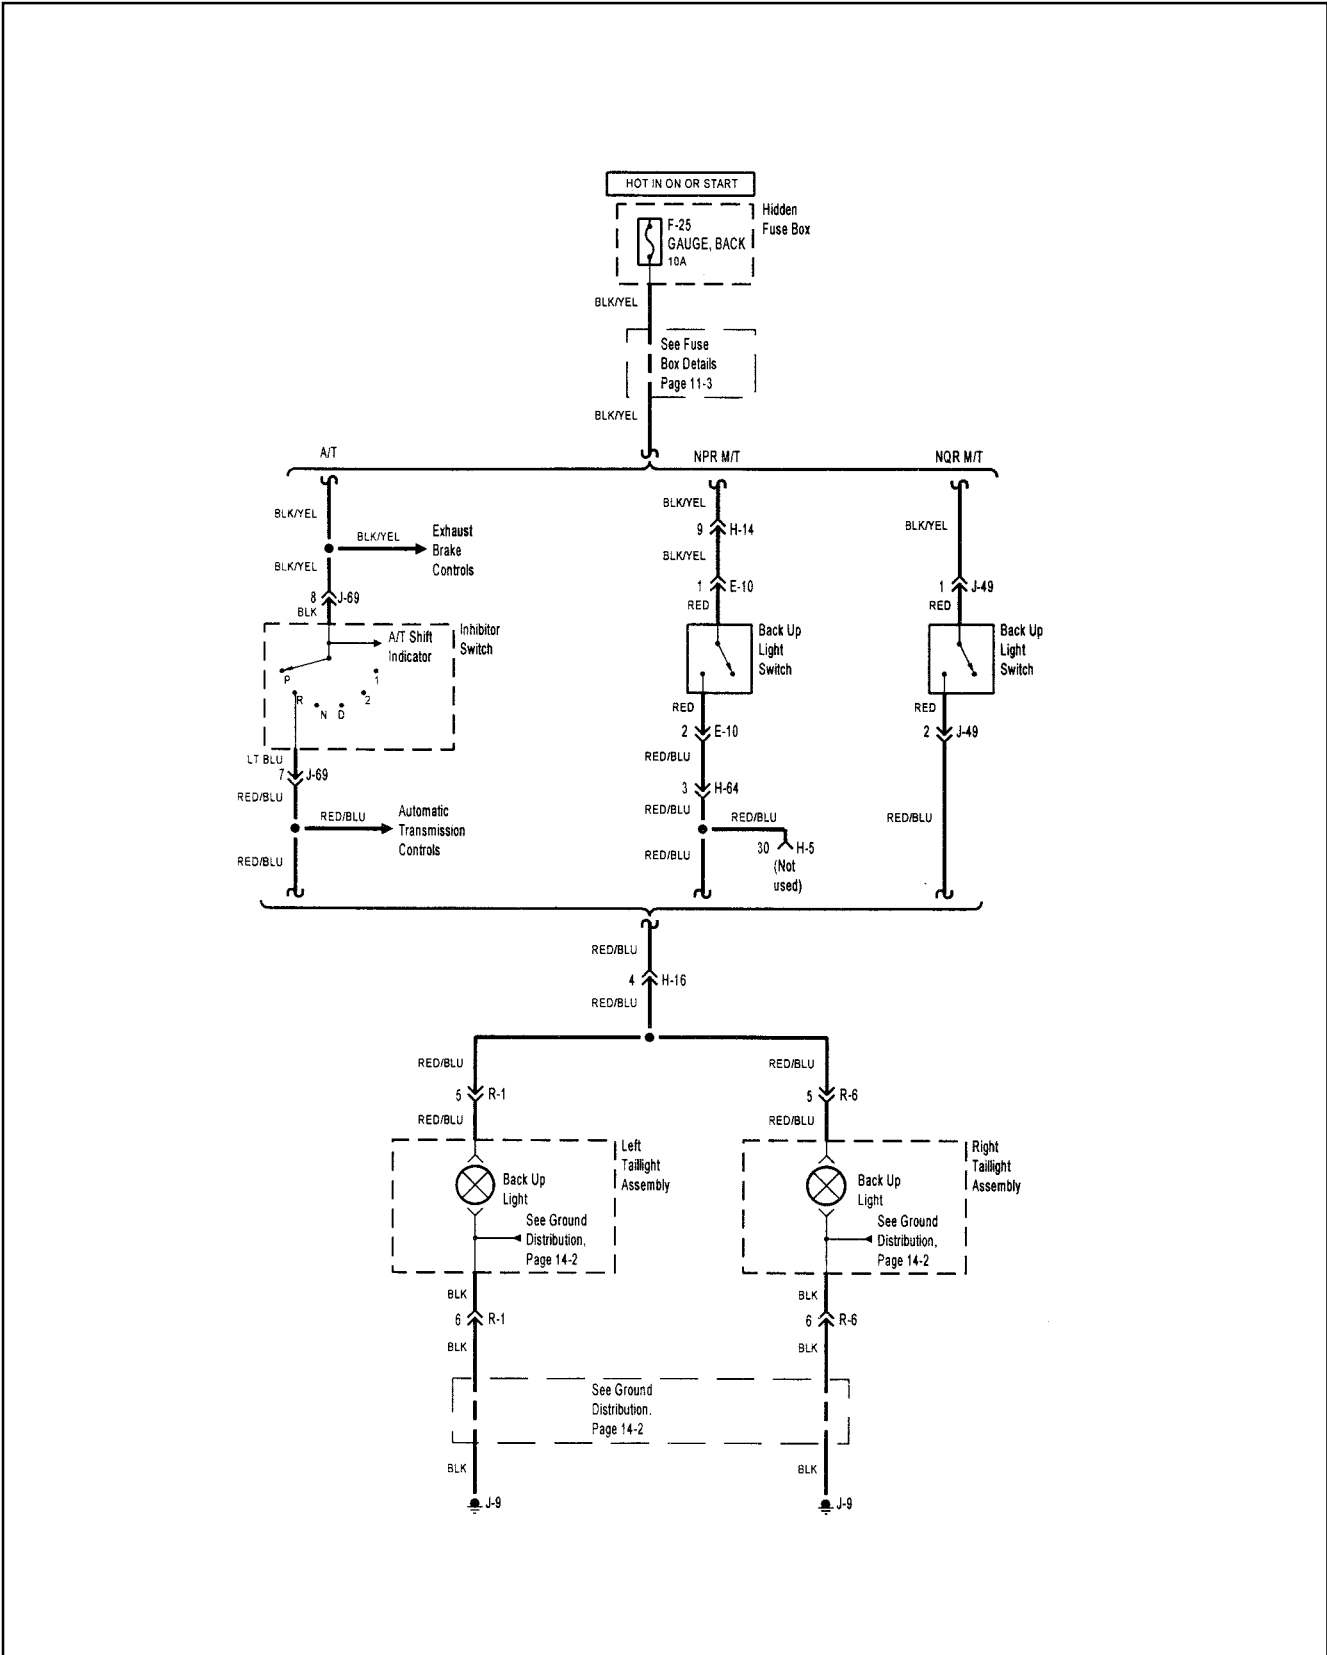 HOT IN ON OR START
Hidden
Fuse Box
F-25
GAUGE, BACK
10A
BLK/YEL
See Fuse
Box Details
Page 11-3
BLK/YEL
A/T
NPR M/T
NQR M/T
BLK/YEL
BLK/YEL
Exhaust
Brake
Controls
BLK/YEL
8 J-69
BLK
Inhibitor
Switch
A/T Shift
Indicator
P
R
N
D
2
1
LT BLU
7 J-69
RED/BLU
RED/BLU
Automatic
Transmission
Controls
RED/BLU
BLK/YEL
9 H-14
BLK/YEL
1 E-10
RED
Back Up
Light
Switch
RED
2 E-10
RED/BLU
3 H-64
RED/BLU
RED/BLU
30 H-5
(Not
used)
RED/BLU
BLK/YEL
1 J-49
RED
Back Up
Light
Switch
RED
2 J-49
RED/BLU
RED/BLU
4 H-16
RED/BLU
RED/BLU
5 R-1
RED/BLU
Left
Taillight
Assembly
Back Up
Light
See Ground
Distribution,
Page 14-2
BLK
6 R-1
BLK
RED/BLU
5 R-6
RED/BLU
Right
Taillight
Assembly
Back Up
Light
See Ground
Distribution,
Page 14-2
BLK
6 R-6
BLK
See Ground
Distribution,
Page 14-2
BLK
J-9
BLK
J-9